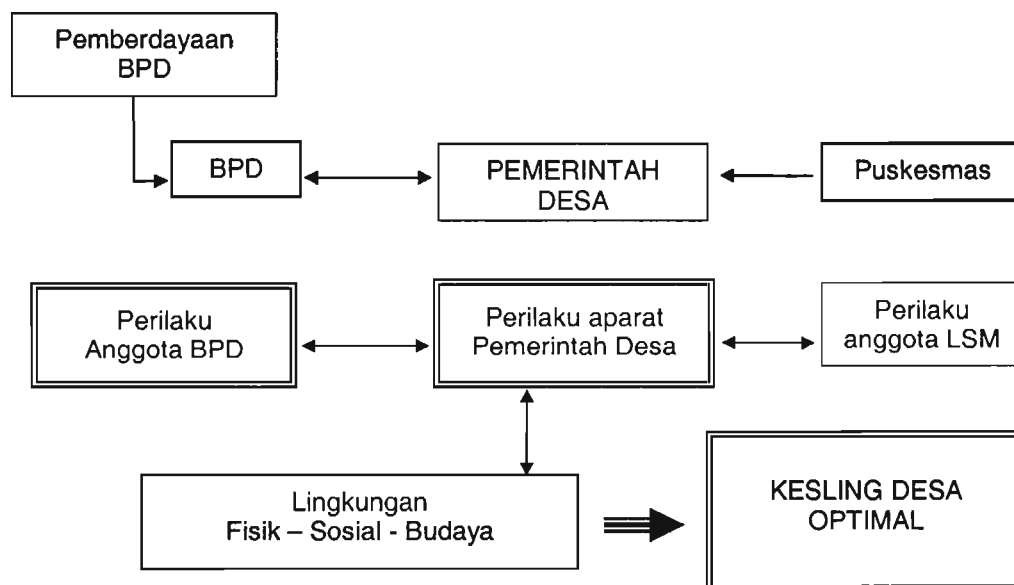 Pemberdayaan
BPD
BPD
PEMERINTAH
DESA
Puskesmas
Perilaku
Anggota BPD
Perilaku aparat
Pemerintah Desa
Perilaku
anggota LSM
Lingkungan
Fisik – Sosial - Budaya
KESLING DESA
OPTIMAL